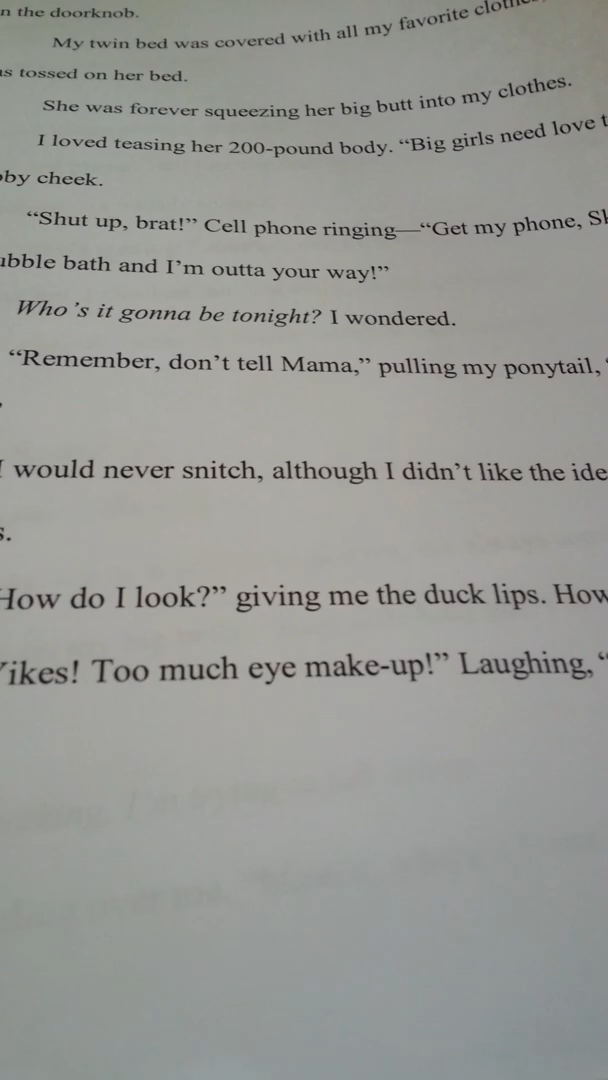 n the doorknob.
My twin bed was covered with all my favorite
as tossed on her bed.
She was forever squeezing her big butt into my clothes.
I loved teasing her 200-pound body. “Big girls need love t
bby cheek.
“Shut up, brat!” Cell phone ringing—“Get my phone,
ubble bath and I’m outta your way!”
Who’s it gonna be tonight? I wondered.
“Remember, don’t tell Mama,” pulling my ponytail, “
I would never snitch, although I didn’t like the ide
s.
How do I look?” giving me the duck lips. How
Yikes! Too much eye make-up!” Laughing, “